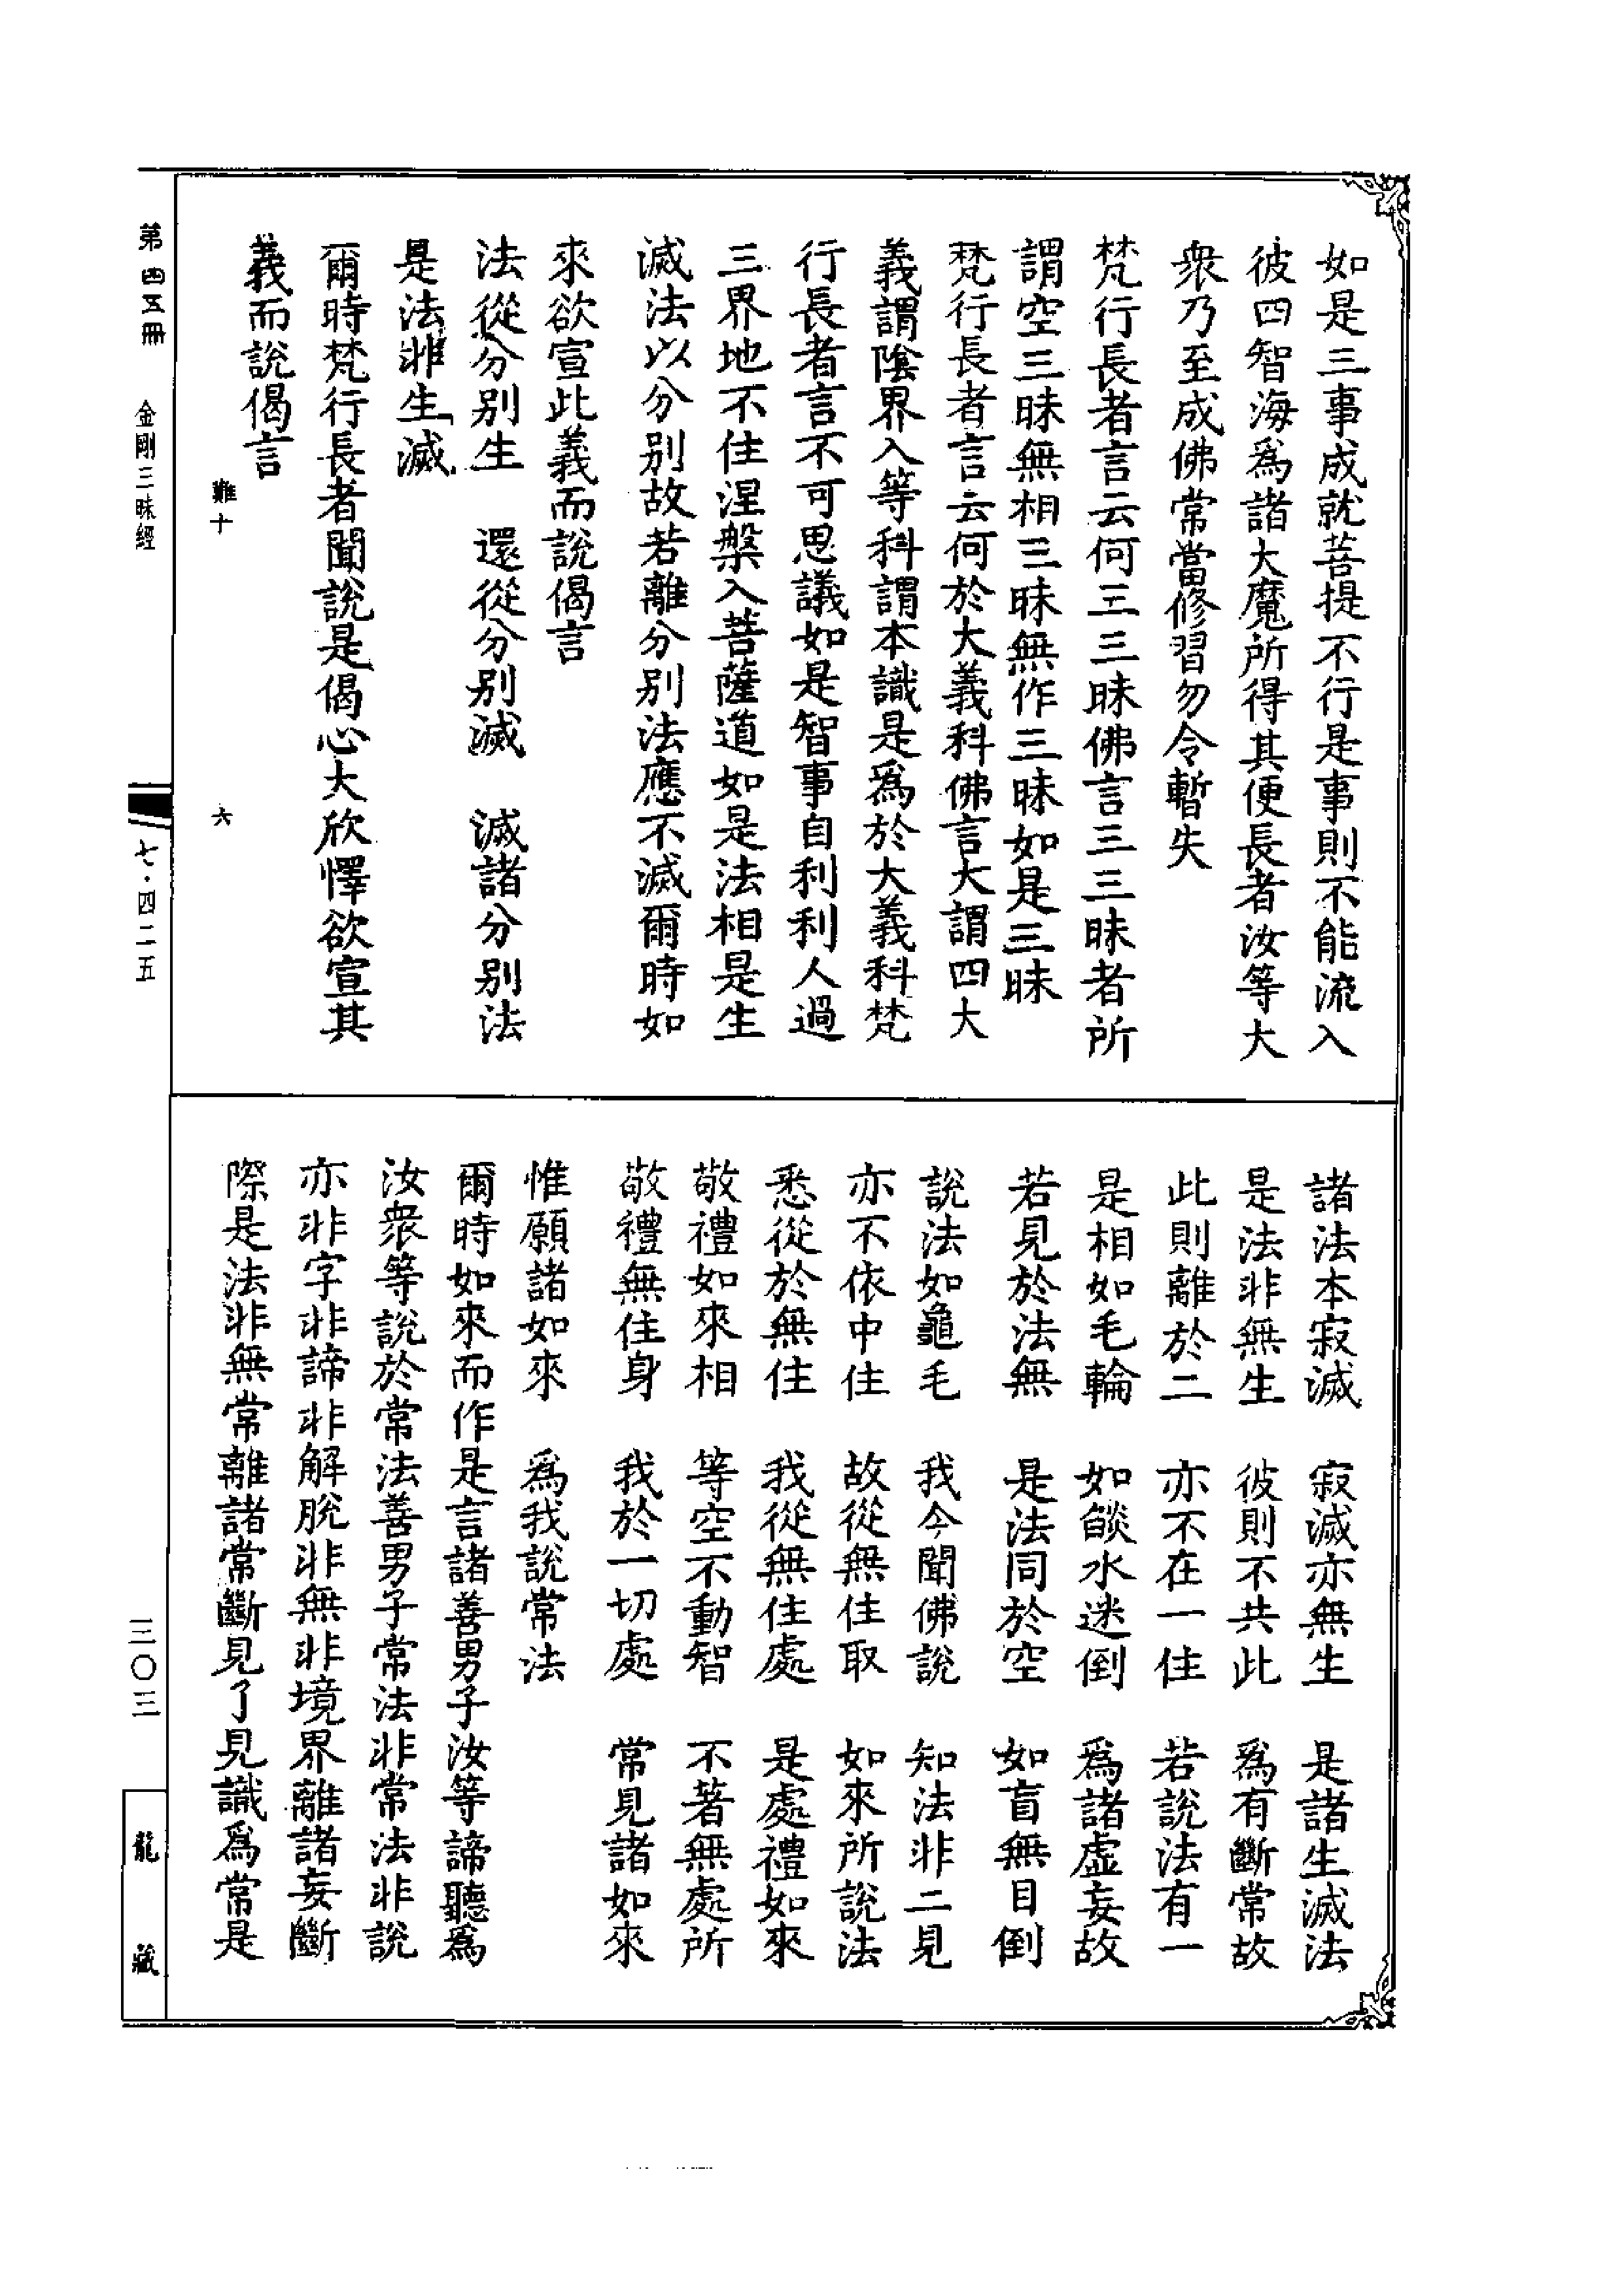 如是三事成就菩提不行是事則不能流入
彼四智海爲諸大魔所得其便長者汝等大
衆乃至成佛常當修習勿令暫失
梵行長者言云何三三昧佛言三三昧者所
謂空三昧無相三昧無作三昧如是三昧
梵行長者言云何於大義科佛言大謂四大
義謂陰界入等科謂本識是爲於大義科梵
行長者言不可思議如是智事自利利人過
三界地不住涅槃入菩薩道如是法相是生
滅法以分别故若離分别法應不滅爾時如
來欲宣此義而說偈言
法從分别生　還從分别滅　滅諸分别法
是法非生滅
爾時梵行長者聞說是偈心大欣懌欲宣其
義而說偈言
諸法本寂滅　寂滅亦無生　是諸生滅法
是法非無生　彼則不共此　爲有斷常故
此則離於二　亦不在一住　若說法有一
是相如毛輪　如燄水迷倒　爲諸虛妄故
若見於法無　是法同於空　如盲無目倒
說法如龜毛　我今聞佛說　知法非二見
亦不依中住　故從無住取　如來所說法
悉從於無住　我從無住處　是處禮如來
敬禮如來相　等空不動智　不著無處所
敬禮無住身　我於一切處　常見諸如來
惟願諸如來　爲我說常法
爾時如來而作是言諸善男子汝等諦聽爲
汝衆等說於常法善男子常法非常法非說
亦非字非諦非解脫非無非境界離諸妄斷
際是法非無常離諸常斷見了見識爲常是
難十
六
第四五冊
金剛三昧經
七·四二五
三〇三
龍藏